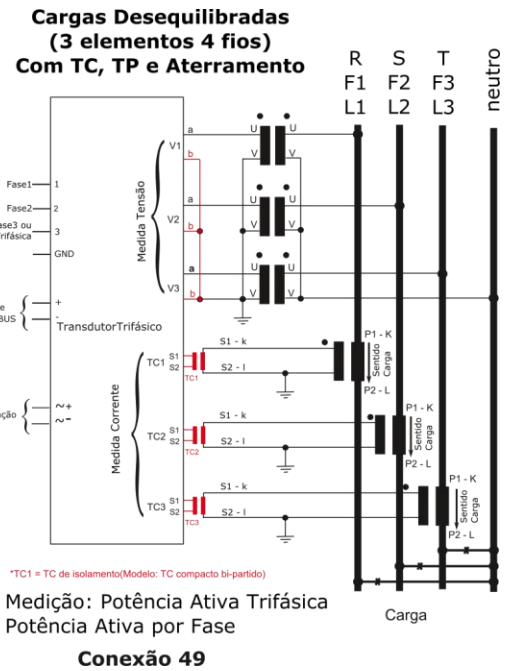 Cargas Desequilibradas
(3 elementos 4 fios)
Com TC, TP e Aterramento
R S T
F1 F2 F3
L1 L2 L3
neutro
a
U U
V1
b
V V
Fase1 1
Fase2 2
3
Trifásica
GND
Medida Tensão
a
U U
V2
b
V V
a
U U
V3
b
V V
+
BUS -
TransdutorTrifásico
~+
~-
Medida Corrente
TC1 S1
S2
TC1
S1 - k
S2 - l
P1 - K
Sentido
Carga
P2 - L
TC2 S1
S2
TC2
S1 - k
S2 - l
P1 - K
Sentido
Carga
P2 - L
TC3 S1
S2
TC3
S1 - k
S2 - l
P1 - K
Sentido
Carga
P2 - L
*TC1 = TC de isolamento(Modelo: TC compacto bi-partido)
Medição: Potência Ativa Trifásica
Potência Ativa por Fase
Carga
Conexão 49